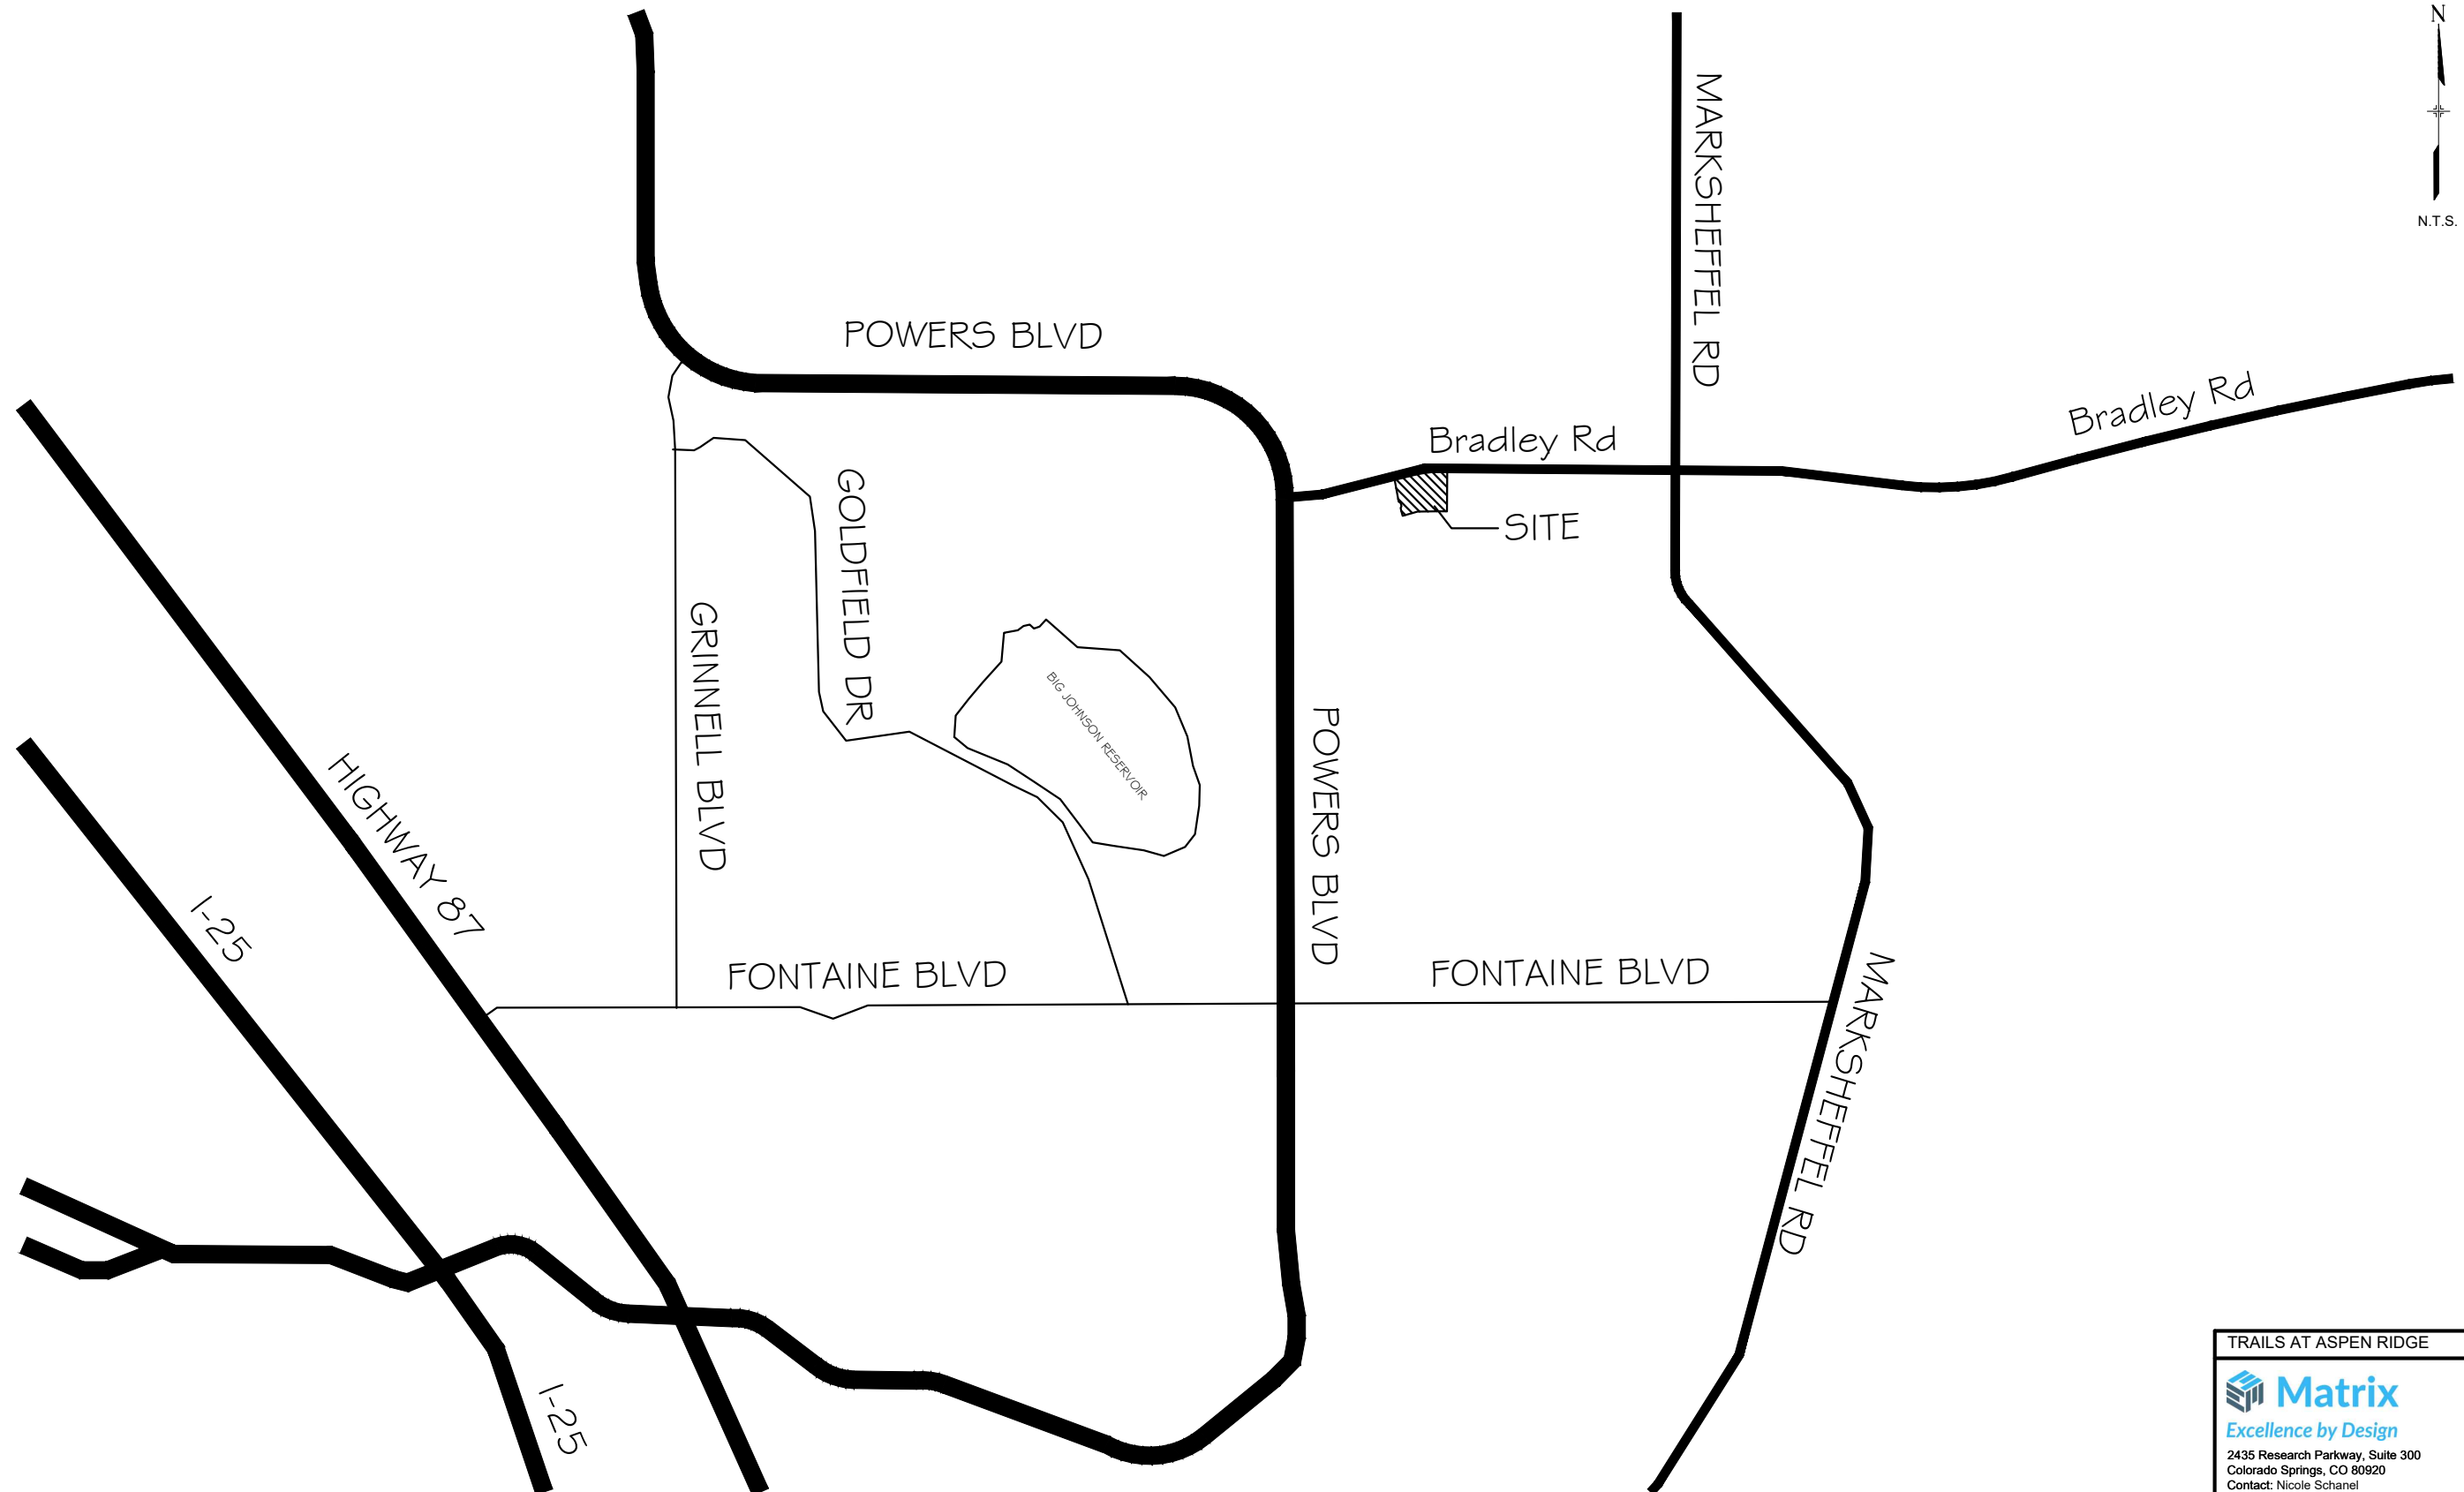 N
N.T.S.
MARKSHEFFEL RD
POWERS BLVD
Bradley Rd
Bradley Rd
SITE
GOLDFIELD DR
GRINNELL BLVD
BIG JOHNSON RESERVOIR
POWERS BLVD
HIGHWAY 87
I-25
FONTAINE BLVD
FONTAINE BLVD
MARKSHEFFEL RD
I-25
TRAILS AT ASPEN RIDGE
Matrix
Excellence by Design
2435 Research Parkway, Suite 300
Colorado Springs, CO 80920
Contact: Nicole Schanel